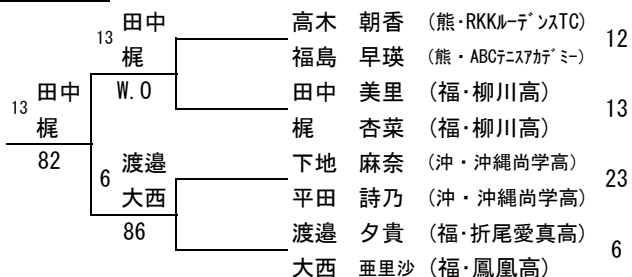 高木 朝香 (熊・RKKルーデンスTC) 12
福島 早瑛 (熊・ABCテニスアカデミー)
田中 美里 (福・柳川高) 13
梶 杏菜 (福・柳川高)
下地 麻奈 (沖・沖縄尚学高) 23
平田 詩乃 (沖・沖縄尚学高)
渡邉 夕貴 (福・折尾愛真高) 6
大西 亜里沙 (福・鳳凰高)
13 田中
梶
W.O
6 渡邉
大西
86
13 田中
梶
82